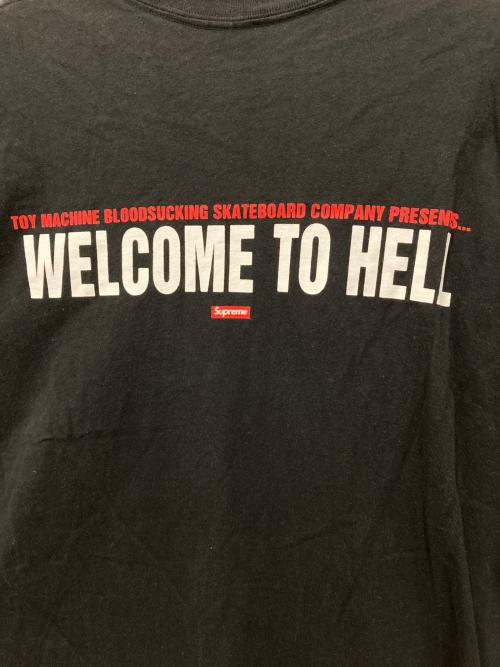 TOY MACHINE BLOODSUCKING SKATEBOARD COMPANY PRESENTS...
WELCOME TO HELL
Supreme